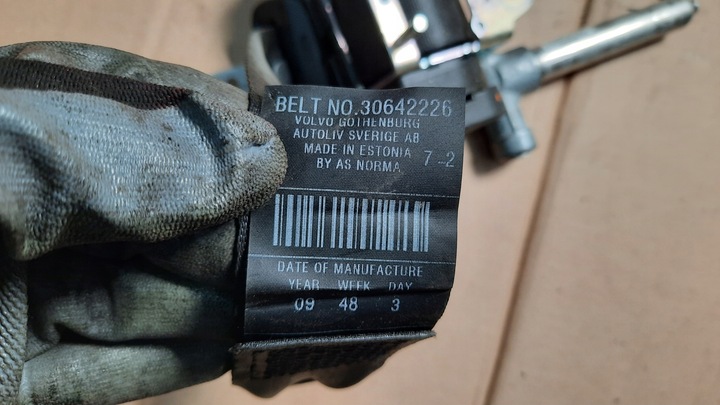 BELT NO.30642226
VOLVO GOTHENBURG
AUTOLIV SVERIGE AB
MADE IN ESTONIA 7-2
BY AS NORMA
DATE OF MANUFACTURE
YEAR WEEK DAY
09 48 3